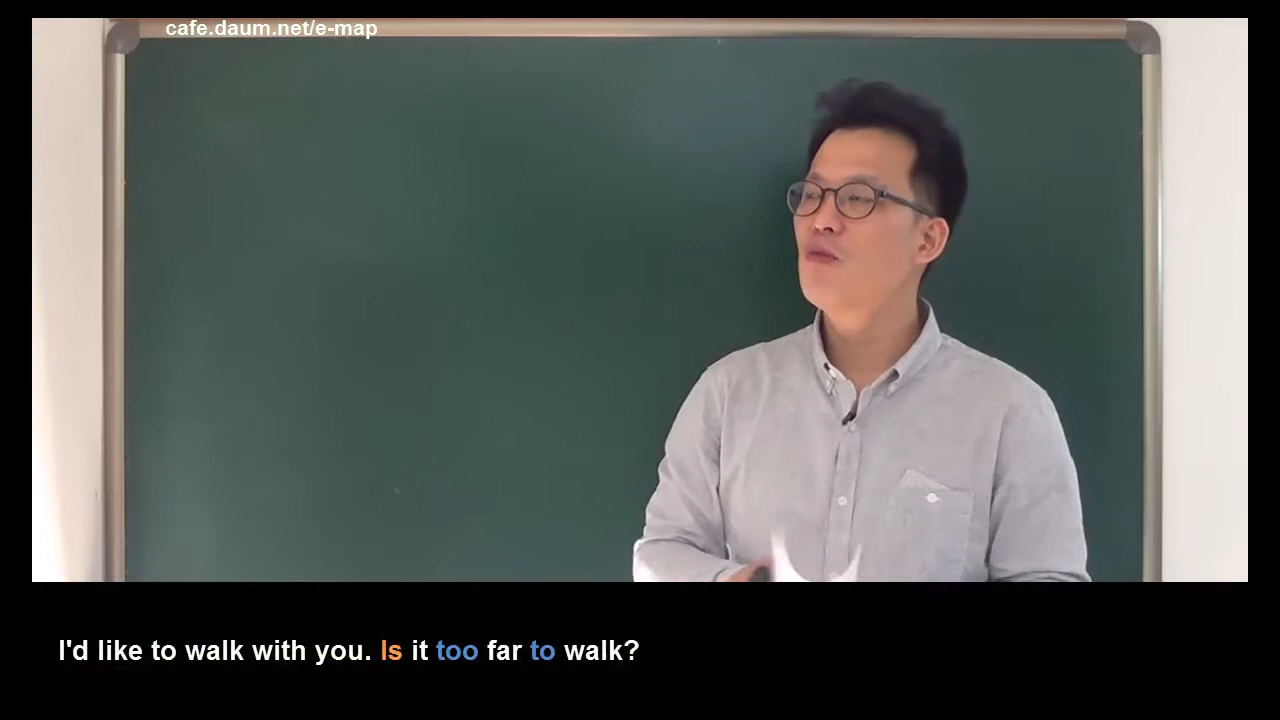 cafe.daum.net/e-map
I'd like to walk with you. Is it too far to walk?